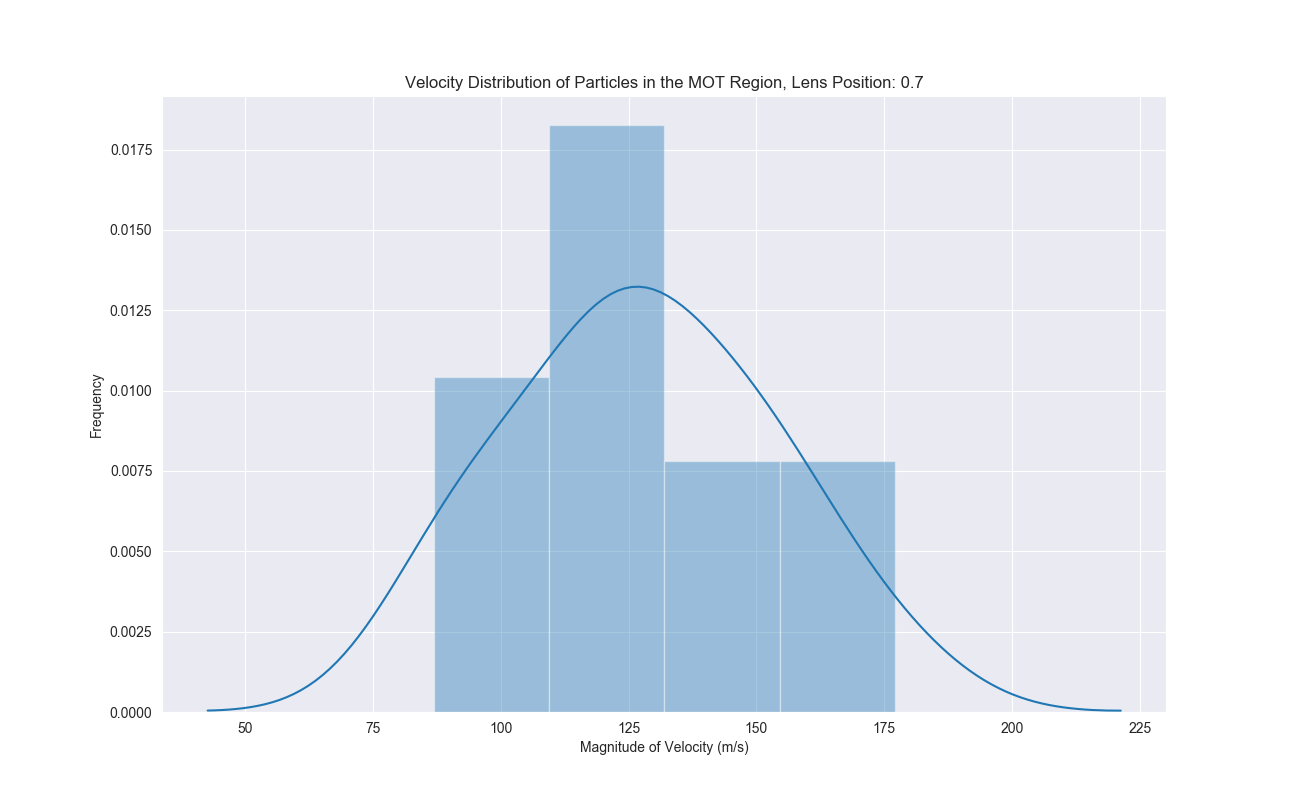 Velocity Distribution of Particles in the MOT Region, Lens Position: 0.7
0.0175
0.0150
0.0125
0.0100
0.0075
0.0050
0.0025
0.0000
Frequency
50 75 100 125 150 175 200 225
Magnitude of Velocity (m/s)